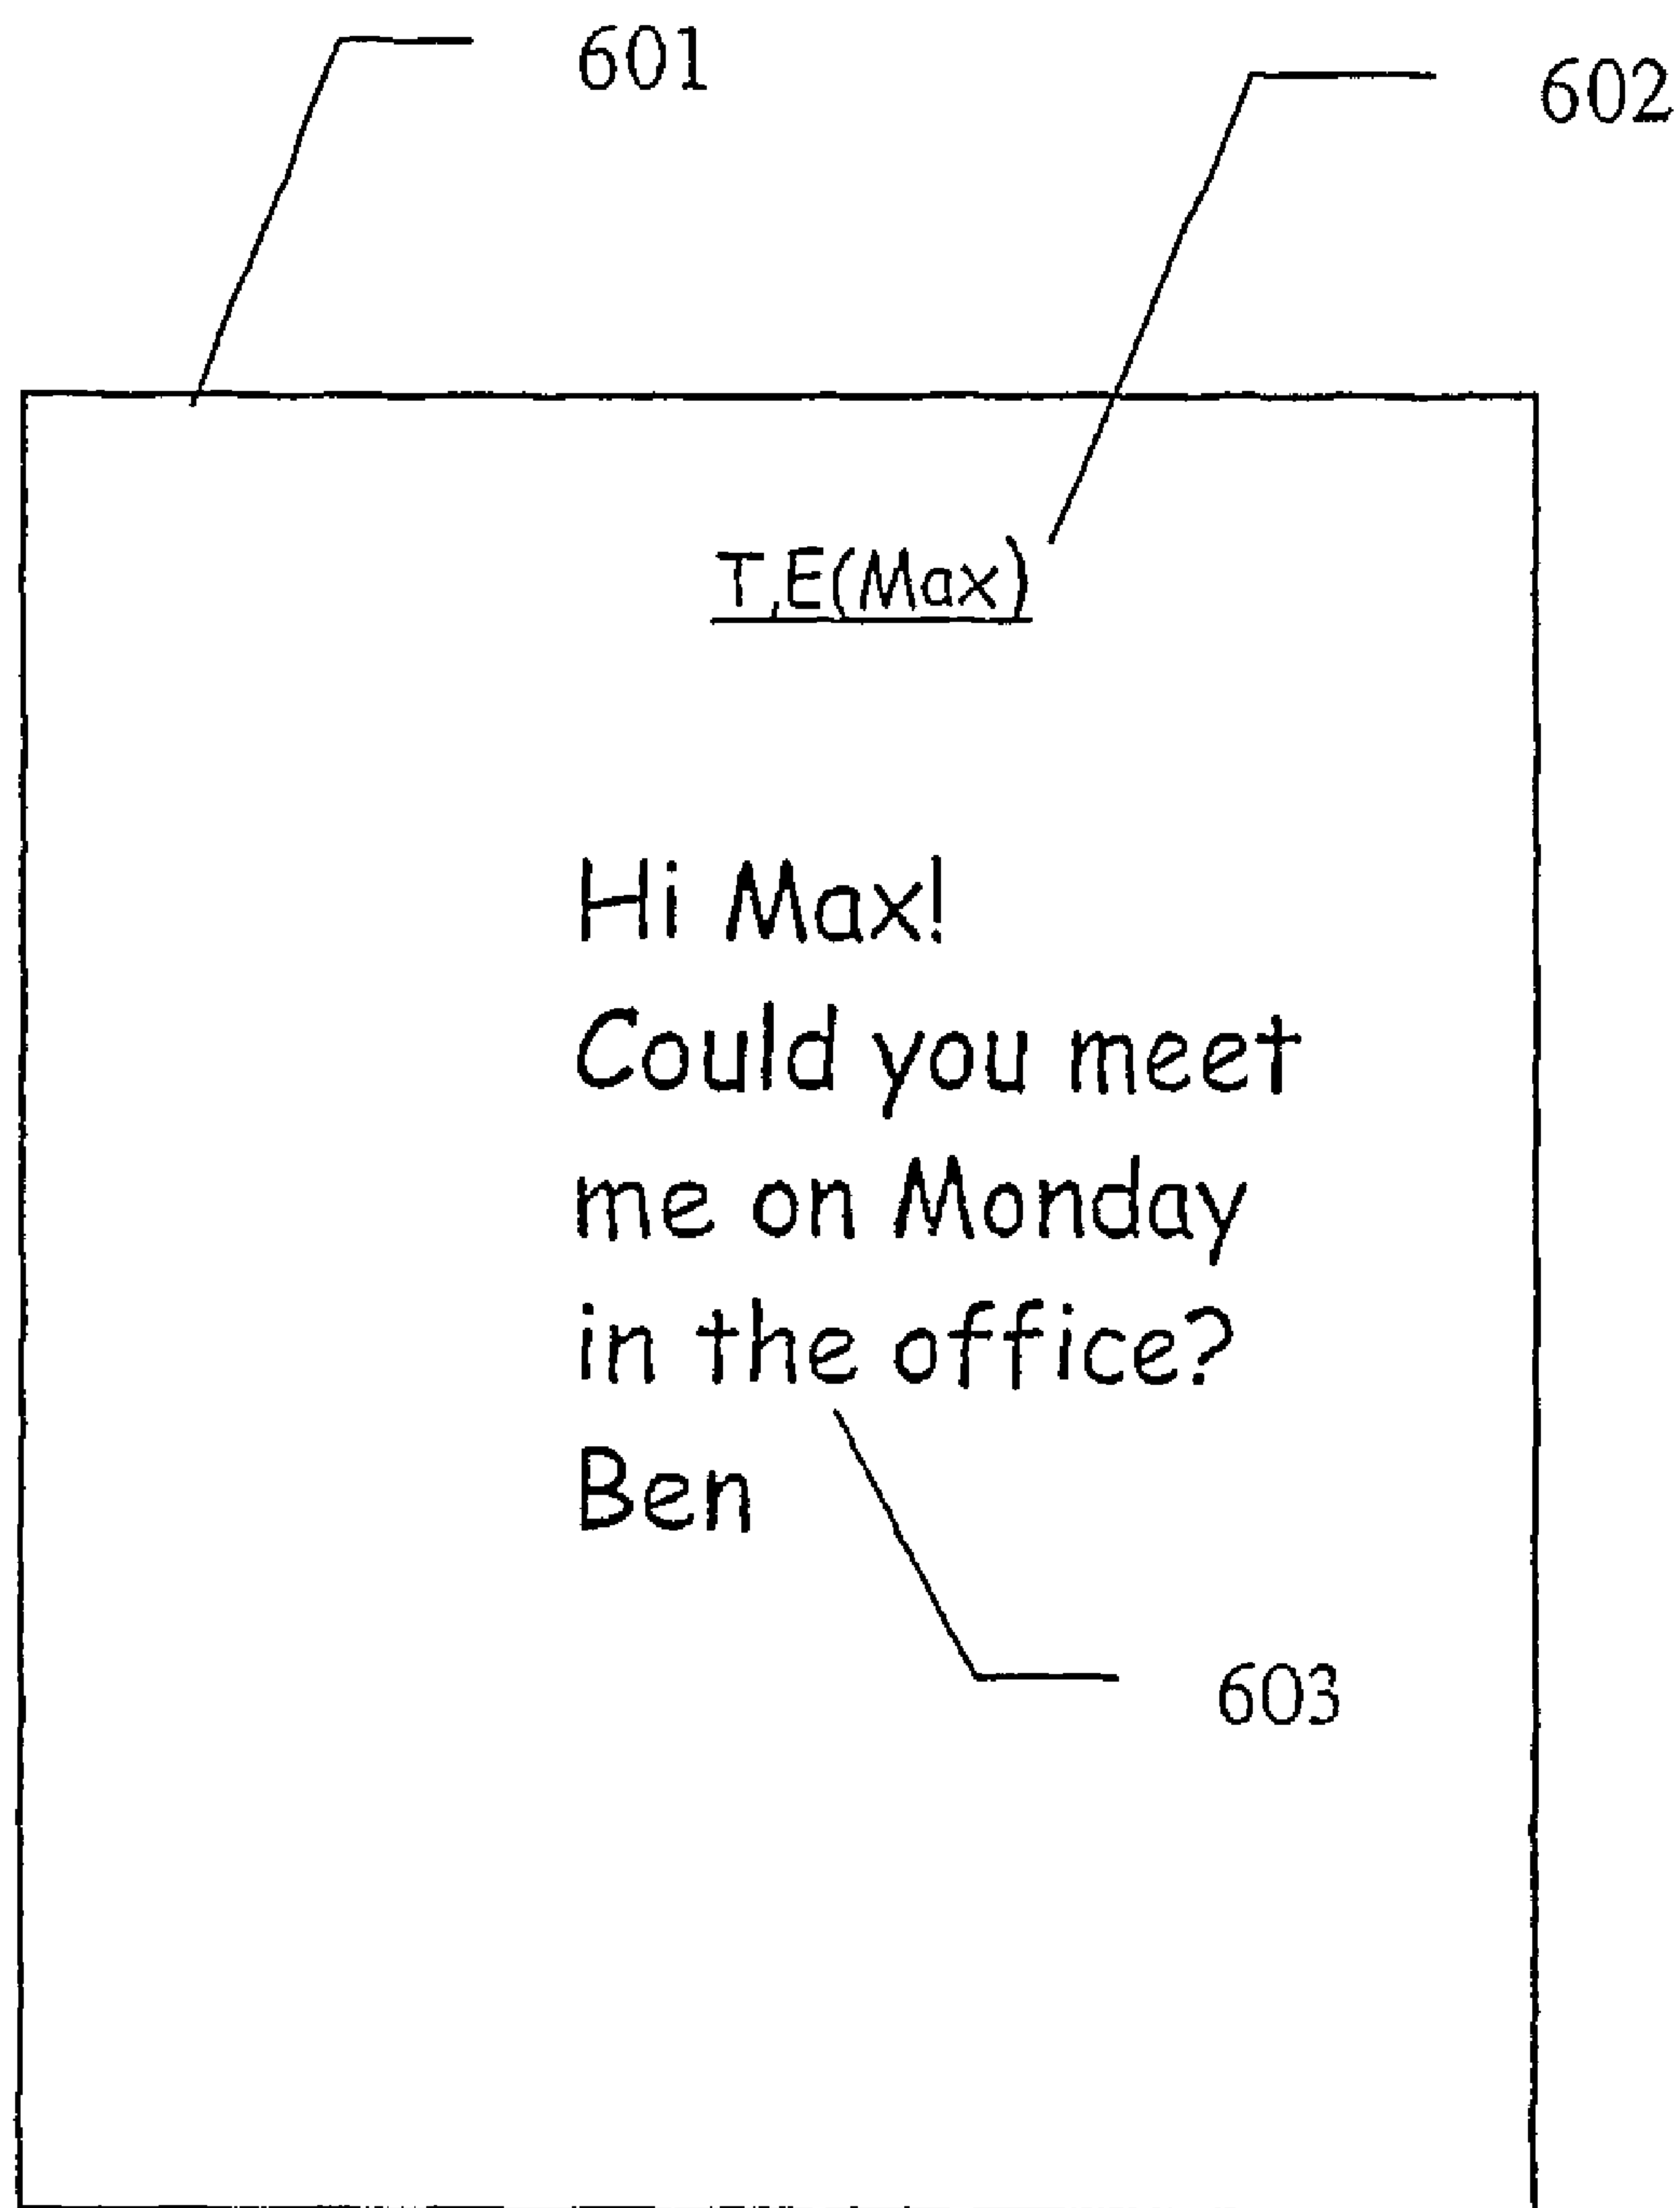 601
602
T,E(Max)
Hi Max!
Could you meet
me on Monday
in the office?
Ben
603